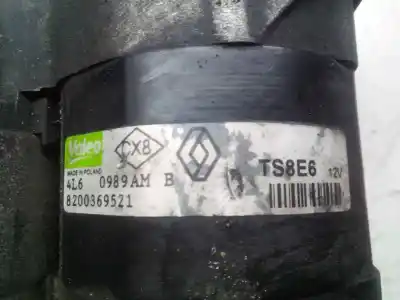 Valeo
CX8
TS8E6 12V
MADE IN POLAND
4L6 0989AM B
8200369521